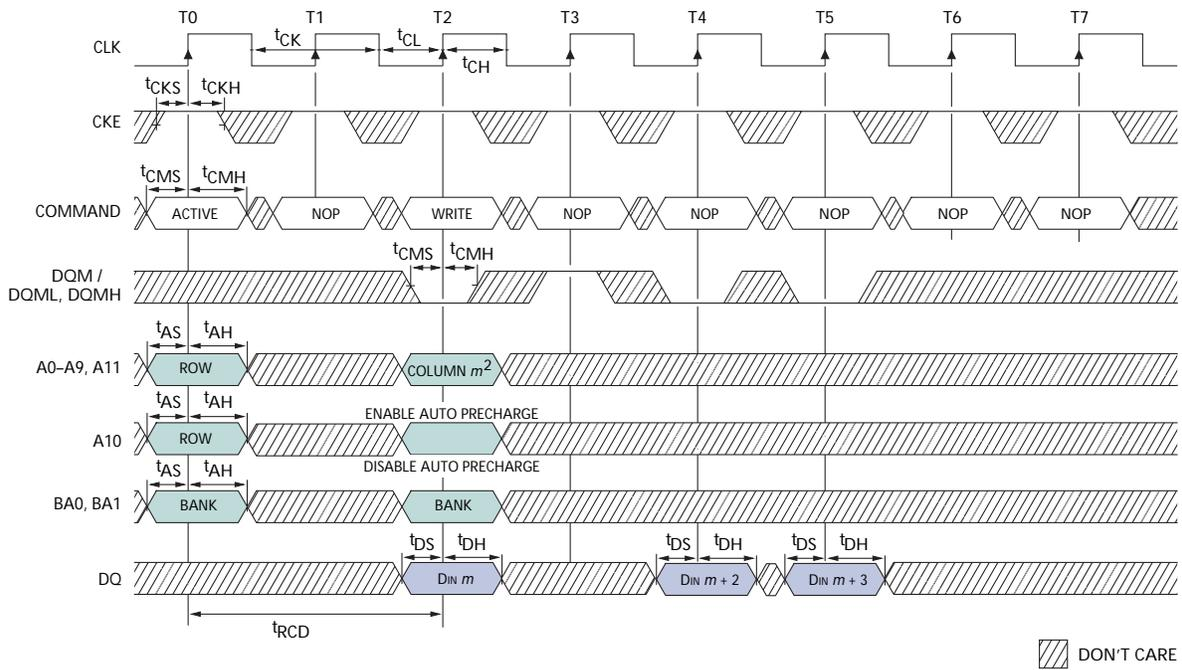 T0 T1 T2 T3 T4 T5 T6 T7
CLK
tCK tCL
tCH
tCKS tCKH
CKE
tCMS tCMH
COMMAND ACTIVE NOP WRITE NOP NOP NOP NOP NOP
tCMS tCMH
DQM /
DQML, DQMH
tAS tAH
A0–A9, A11 ROW COLUMN m2
tAS tAH ENABLE AUTO PRECHARGE
A10 ROW
DISABLE AUTO PRECHARGE
tAS tAH
BA0, BA1 BANK BANK
tDS tDH tDS tDH tDS tDH
DQ DIN m DIN m + 2 DIN m + 3
tRCD
DON'T CARE